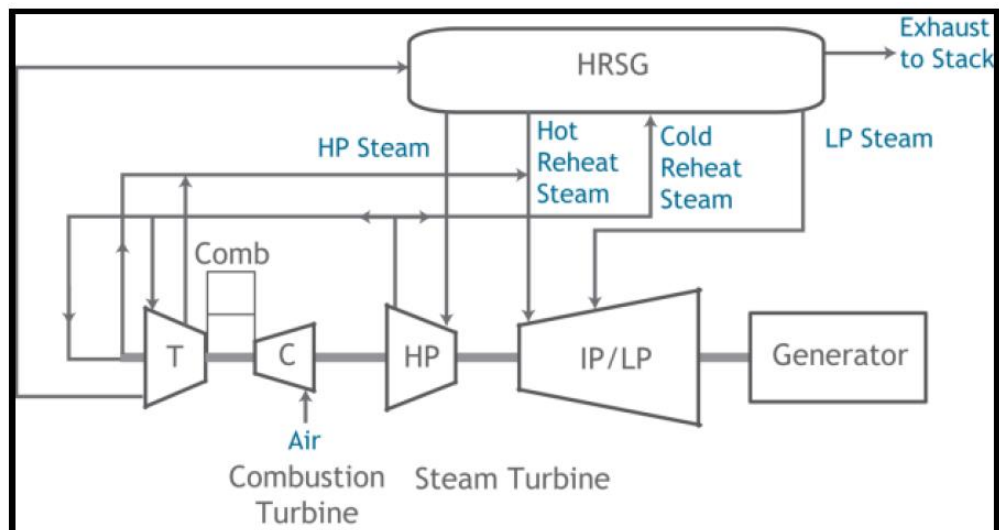 Exhaust
to Stack
HRSG
HP Steam
Hot
Reheat
Steam
Cold
Reheat
Steam
LP Steam
Comb
T
C
HP
IP/LP
Generator
Air
Combustion
Turbine
Steam Turbine